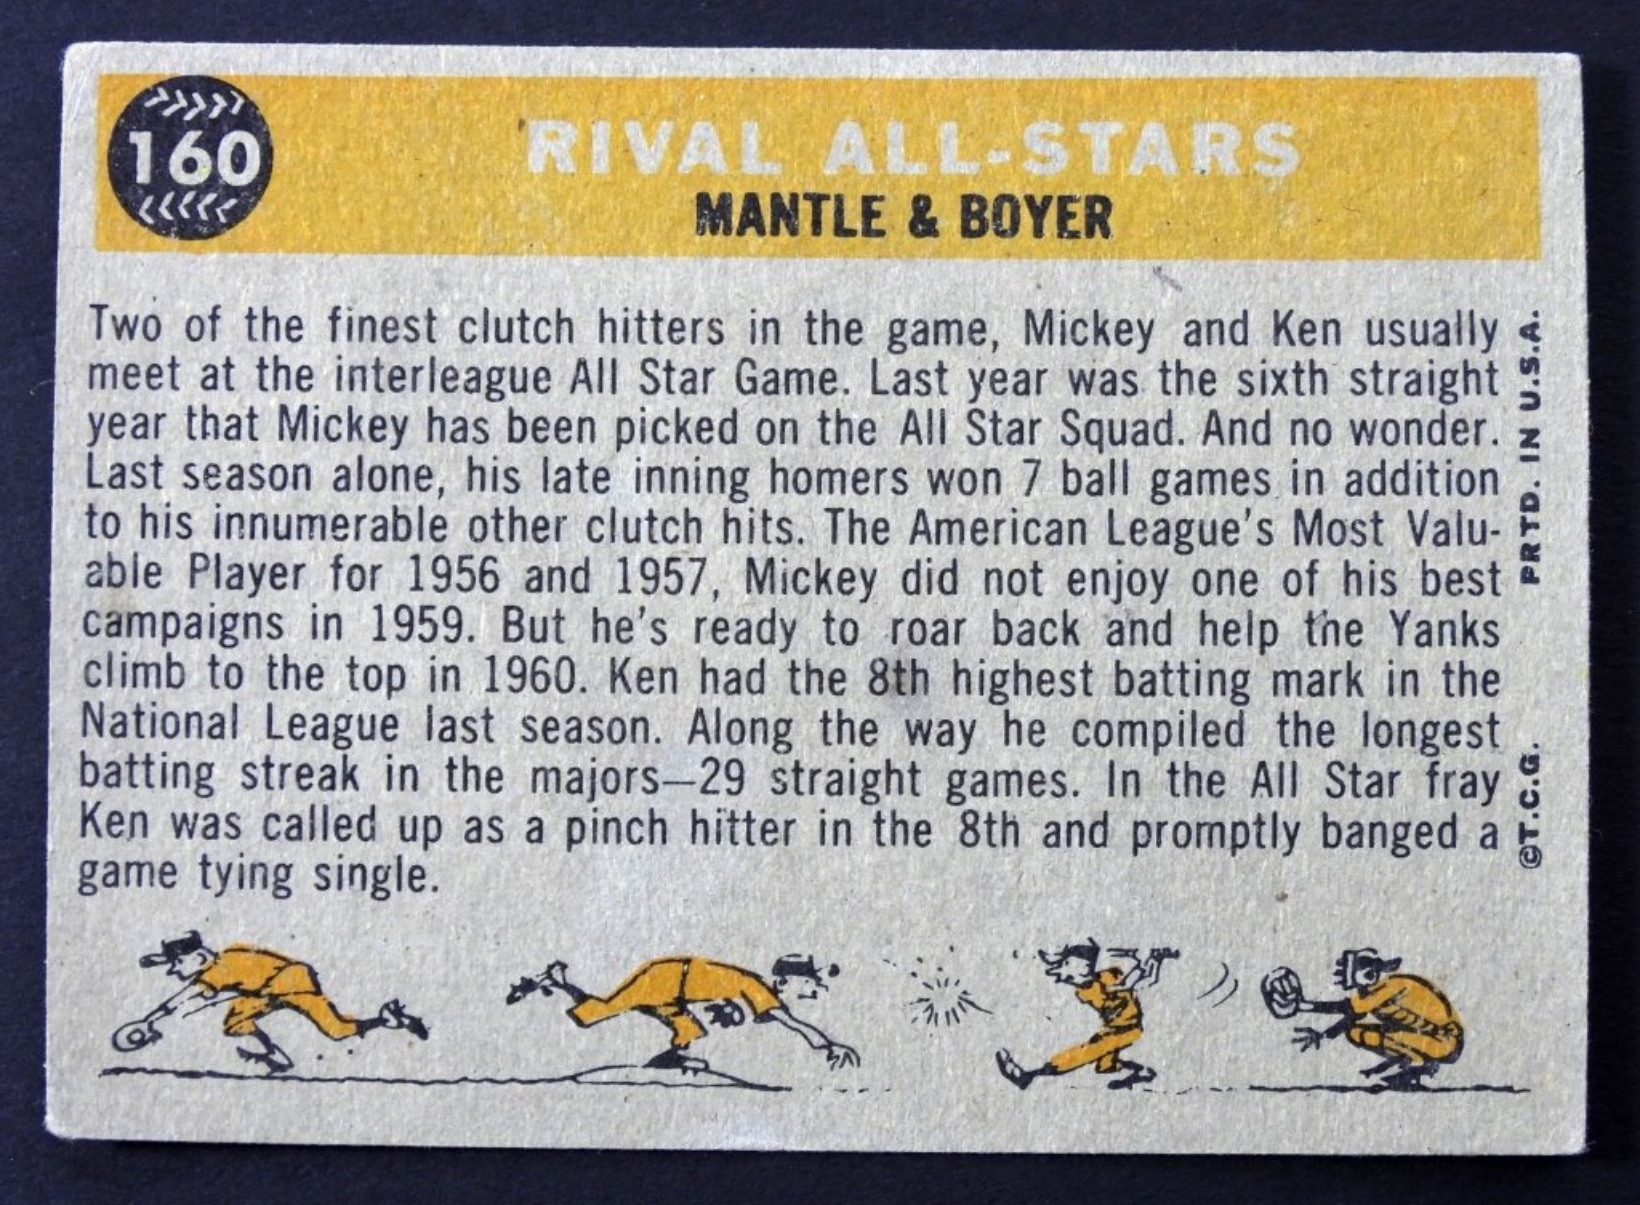 160
RIVAL ALL-STARS
MANTLE & BOYER
Two of the finest clutch hitters in the game, Mickey and Ken usually
meet at the interleague All Star Game. Last year was the sixth straight
year that Mickey has been picked on the All Star Squad. And no wonder.
Last season alone, his late inning homers won 7 ball games in addition
to his innumerable other clutch hits. The American League's Most Valu-
able Player for 1956 and 1957, Mickey did not enjoy one of his best
campaigns in 1959. But he's ready to roar back and help the Yanks
climb to the top in 1960. Ken had the 8th highest batting mark in the
National League last season. Along the way he compiled the longest
batting streak in the majors—29 straight games. In the All Star fray
Ken was called up as a pinch hitter in the 8th and promptly banged a
game tying single.
©T.C.G. PRTD. IN U.S.A.